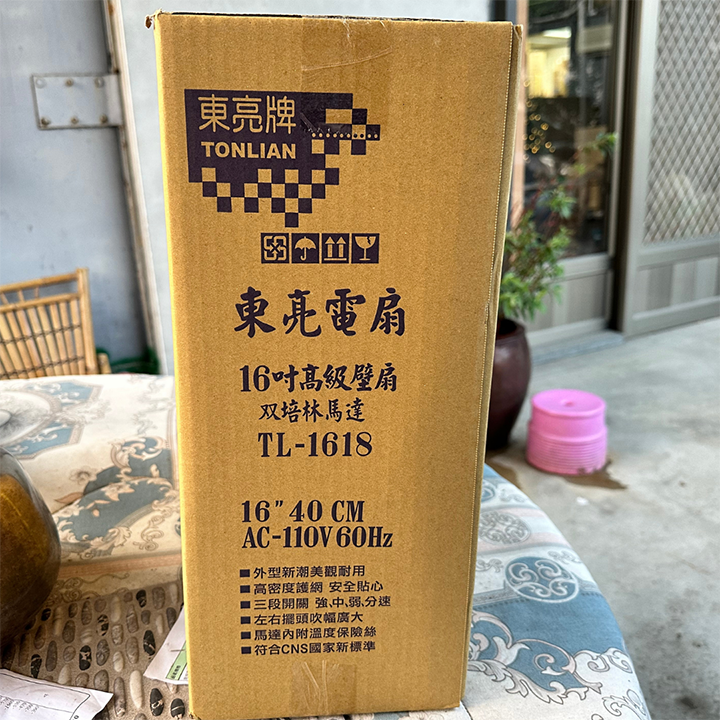 東亮牌
TONLIAN
東亮電扇
16吋高級壁扇
双培林馬達
TL-1618
16" 40 CM
AC-110V 60Hz
■外型新潮美觀耐用
■高密度護網 安全貼心
■三段開關 強、中、弱、分速
■左右擺頭吹幅廣大
■馬達內附溫度保險絲
■符合CNS國家新標準